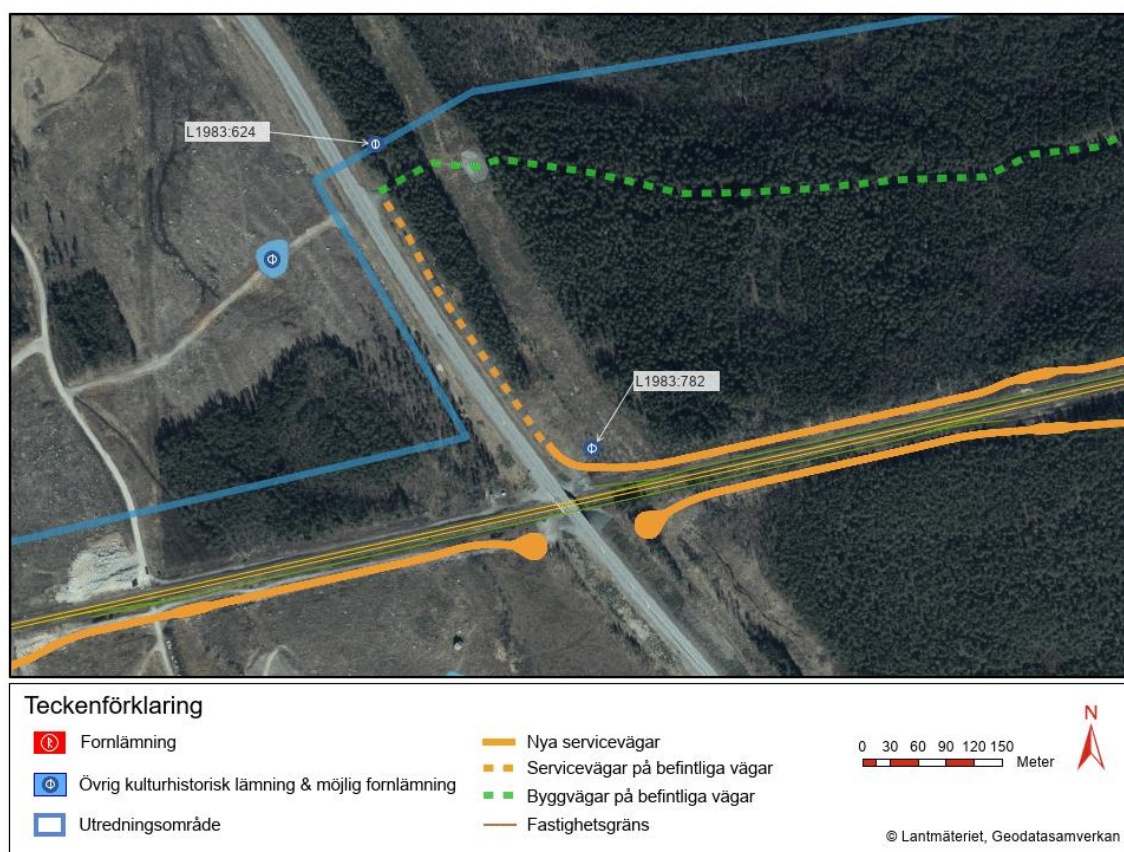 L1983:624
L1983:782
Teckenförklaring
Fornlämning
Övrig kulturhistorisk lämning & möjlig fornlämning
Utredningsområde
Nya servicevägar
Servicevägar på befintliga vägar
Byggvägar på befintliga vägar
Fastighetsgräns
N
0 30 60 90 120 150
Meter
© Lantmäteriet, Geodatasamverkan